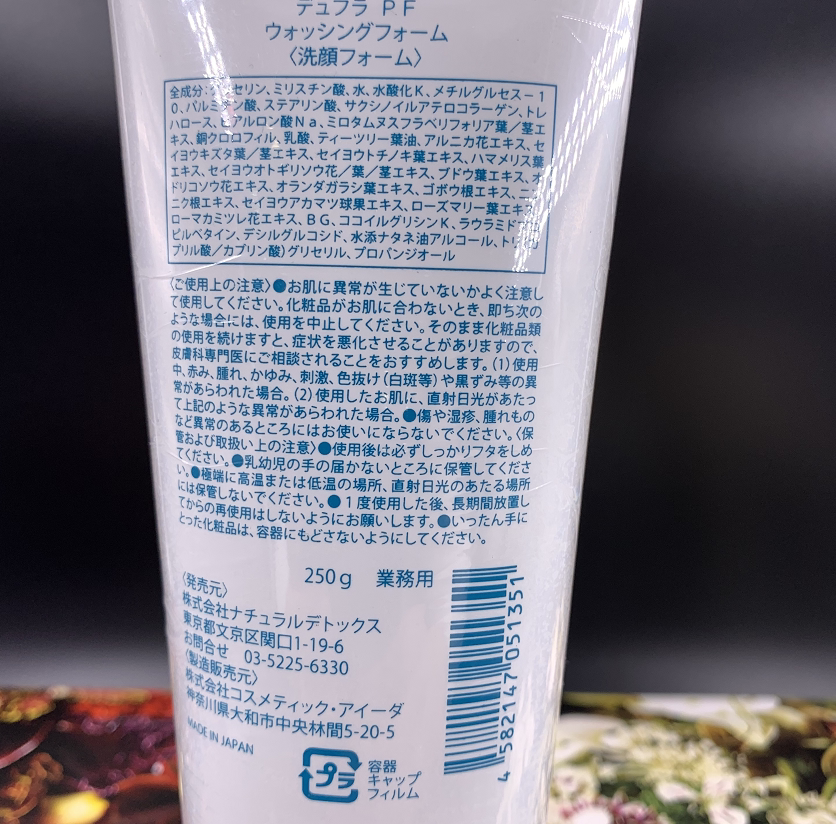 デュフラ PF
ウォッシングフォーム
〈洗顔フォーム〉
全成分：セリン、ミリスチン酸、水、水酸化K、メチルグルセス-1
0、パルミチン酸、ステアリン酸、サクシノイルアテロコラーゲン、トレ
ハロース、ヒアルロン酸Na、ミロタムヌスフラベリフォリア葉／茎エ
キス、銅クロロフィル、乳酸、ティーツリー葉油、アルニカ花エキス、セ
イヨウキズタ葉／茎エキス、セイヨウトチノキ葉エキス、ハマメリス葉
エキス、セイヨウオトギリソウ花／葉／茎エキス、ブドウ葉エキス、
ドリコソウ花エキス、オランダガラシ葉エキス、ゴボウ根エキス、ニン
ニク根エキス、セイヨウアカマツ球果エキス、ローズマリー葉エキス、
ローマカミツレ花エキス、BG、ココイルグリシンK、ラウラミドプロ
ピルベタイン、デシルグルコシド、水添ナタネ油アルコール、トリ(カ
プリル酸／カプリン酸)グリセリル、プロパンジオール
〈ご使用上の注意〉●お肌に異常が生じていないかよく注意し
て使用してください。化粧品がお肌に合わないとき、即ち次の
ような場合には、使用を中止してください。そのまま化粧品類
の使用を続けますと、症状を悪化させることがありますので、
皮膚科専門医にご相談されることをおすすめします。(1)使用
中、赤み、腫れ、かゆみ、刺激、色抜け(白斑等)や黒ずみ等の異
常があらわれた場合。(2)使用したお肌に、直射日光があたっ
て上記のような異常があらわれた場合。●傷や湿疹、腫れもの
など異常のあるところにはお使いにならないでください。〈保
管および取扱い上の注意〉●使用後は必ずしっかりフタをしめ
てください。●乳幼児の手の届かないところに保管してくださ
い。●極端に高温または低温の場所、直射日光のあたる場所
には保管しないでください。●1度使用した後、長期間放置し
てからの再使用はしないようにお願いします。●いったん手に
とった化粧品は、容器にもどさないようにしてください。
250g 業務用
〈発売元〉
株式会社ナチュラルデトックス
東京都文京区関口1-19-6
お問合せ 03-5225-6330
〈製造販売元〉
株式会社コスメティック・アイーダ
神奈川県大和市中央林間5-20-5
MADE IN JAPAN
プラ
容器
キャップ
フィルム
4 582147 051351